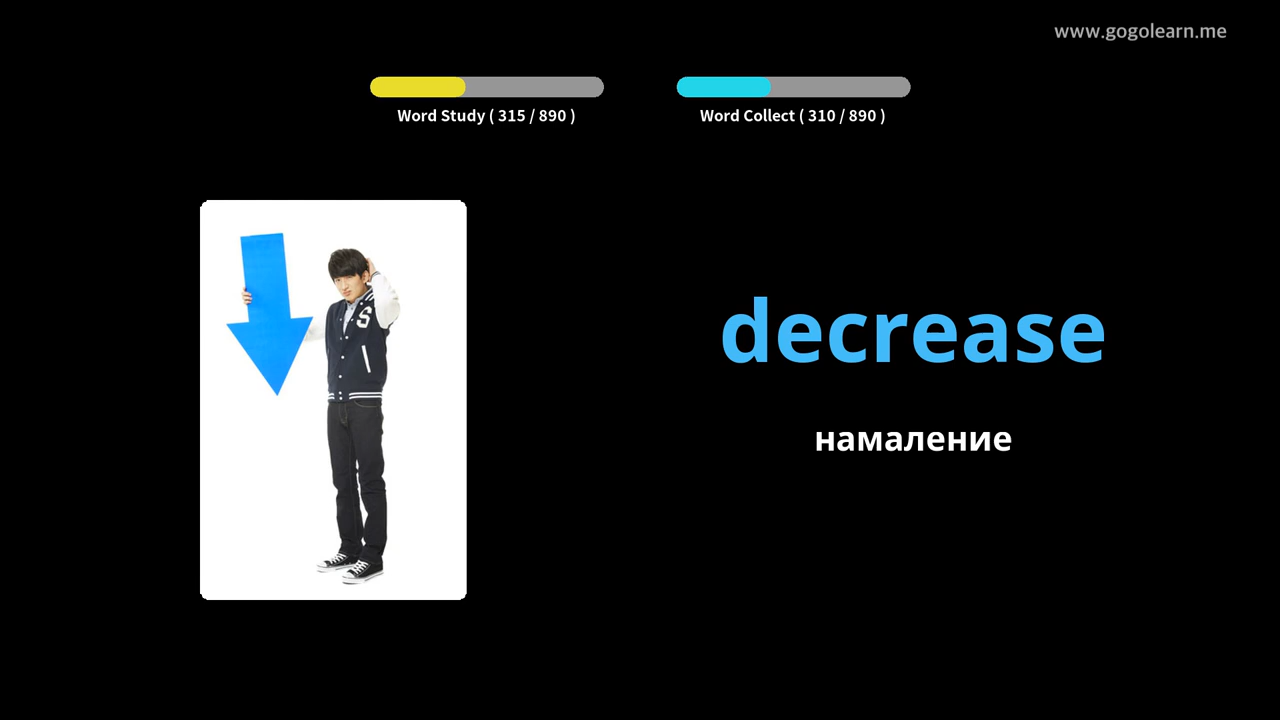 www.gogolearn.me
Word Study ( 315 / 890 )
Word Collect ( 310 / 890 )
S
decrease
намаление